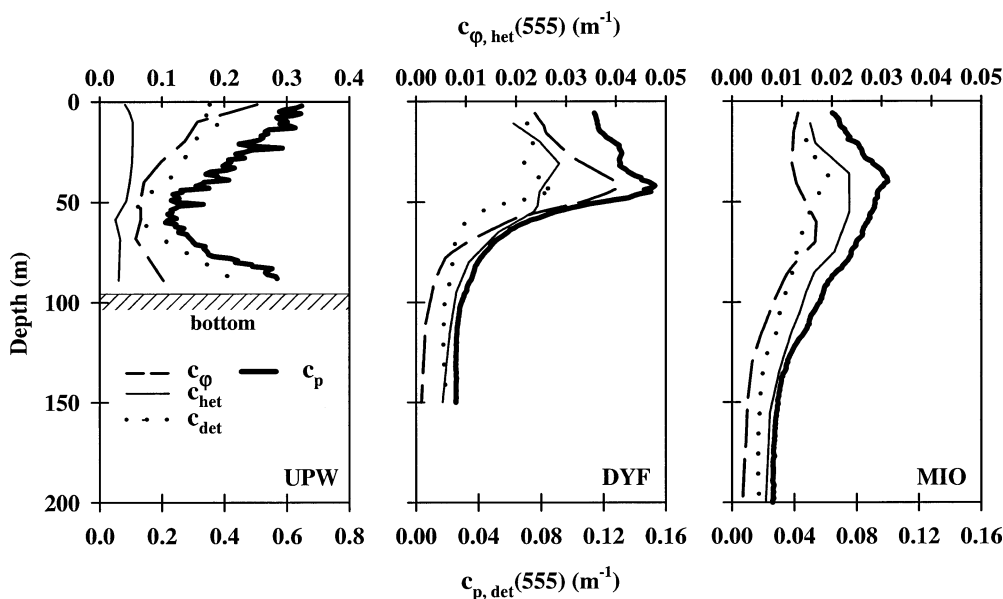 c_φ, het(555) (m⁻¹)
0.0 0.1 0.2 0.3 0.4 0.00 0.01 0.02 0.03 0.04 0.05 0.00 0.01 0.02 0.03 0.04 0.05
0
50
100
150
200
Depth (m)
bottom
c_φ c_p
c_het
c_det
UPW DYF MIO
0.0 0.2 0.4 0.6 0.8 0.00 0.04 0.08 0.12 0.16 0.00 0.04 0.08 0.12 0.16
c_p, det(555) (m⁻¹)